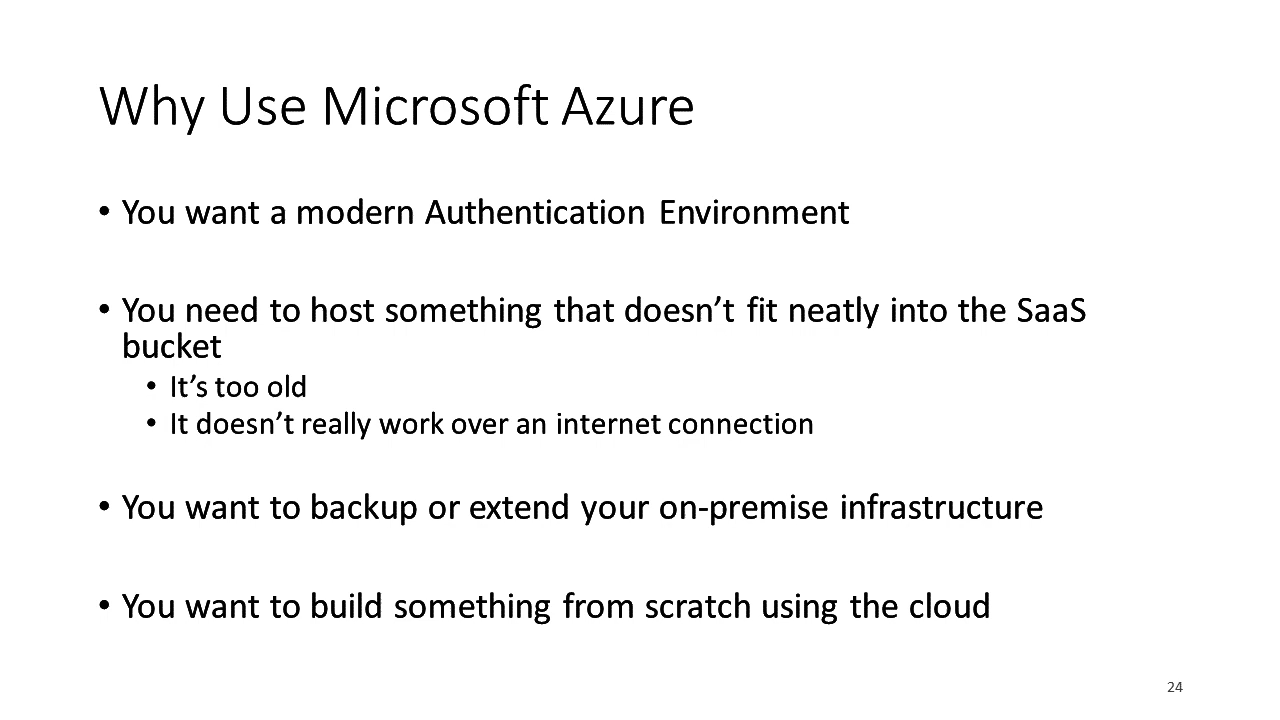 Why Use Microsoft Azure
• You want a modern Authentication Environment
• You need to host something that doesn’t fit neatly into the SaaS
bucket
• It’s too old
• It doesn’t really work over an internet connection
• You want to backup or extend your on-premise infrastructure
• You want to build something from scratch using the cloud
24